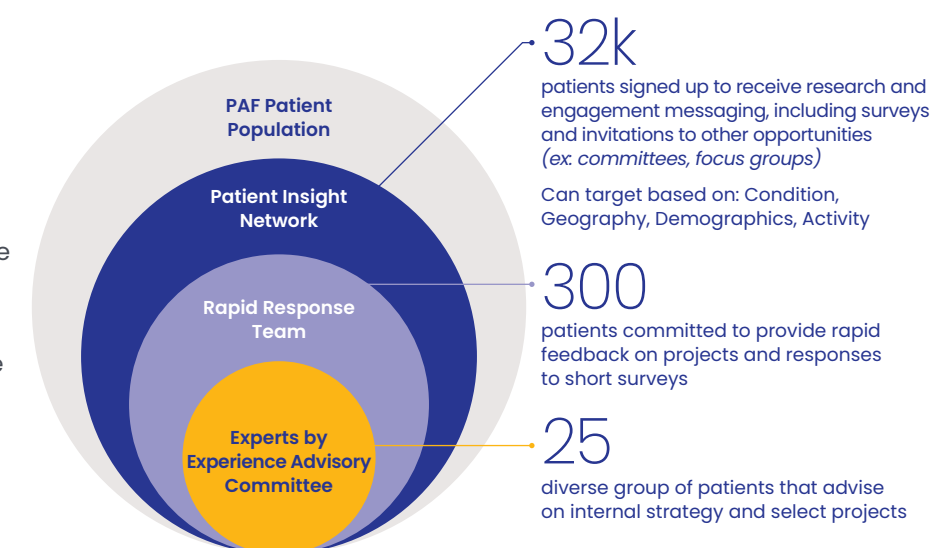 PAF Patient
Population
Patient Insight
Network
Rapid Response
Team
Experts by
Experience Advisory
Committee
32k
patients signed up to receive research and
engagement messaging, including surveys
and invitations to other opportunities
(ex: committees, focus groups)
Can target based on: Condition,
Geography, Demographics, Activity
300
patients committed to provide rapid
feedback on projects and responses
to short surveys
25
diverse group of patients that advise
on internal strategy and select projects